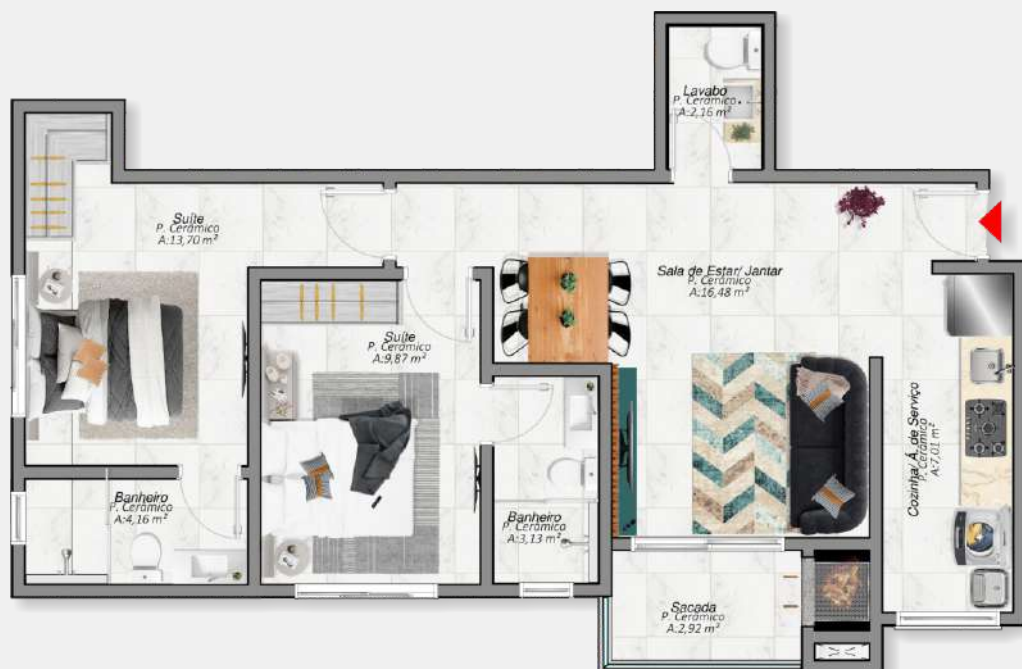 Lavabo
P. Cerâmico
A:2,16 m²
Suíte
P. Cerâmico
A:13,70 m²
Sala de Estar/ Jantar
P. Cerâmico
A:16,48 m²
Suíte
P. Cerâmico
A:9,87 m²
Cozinha/ Á. de Serviço
P. Cerâmico
A:7,01 m²
Banheiro
P. Cerâmico
A:4,16 m²
Banheiro
P. Cerâmico
A:3,13 m²
Sacada
P. Cerâmico
A:2,92 m²